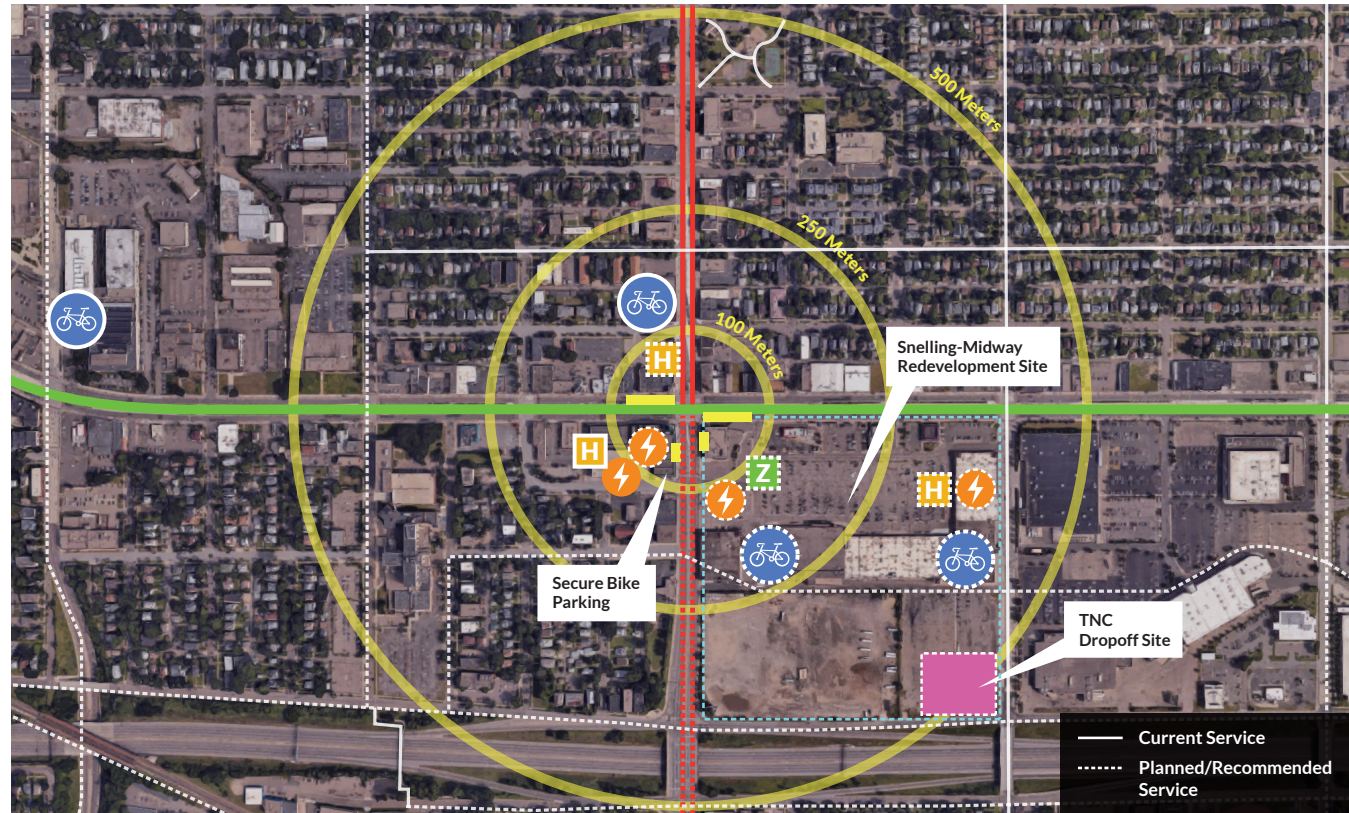 500 Meters
250 Meters
100 Meters
H
Snelling-Midway
Redevelopment Site
H
Z
H
Secure Bike
Parking
TNC
Dropoff Site
Current Service
Planned/Recommended
Service